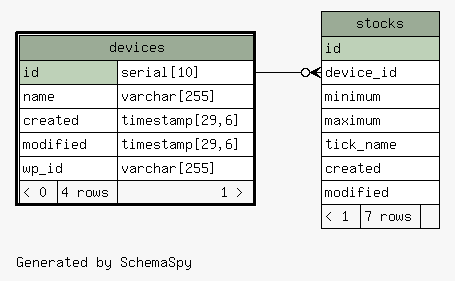 devices
id serial[10]
name varchar[255]
created timestamp[29,6]
modified timestamp[29,6]
wp_id varchar[255]
< 0 4 rows 1 >
stocks
id
device_id
minimum
maximum
tick_name
created
modified
< 1 7 rows
Generated by SchemaSpy